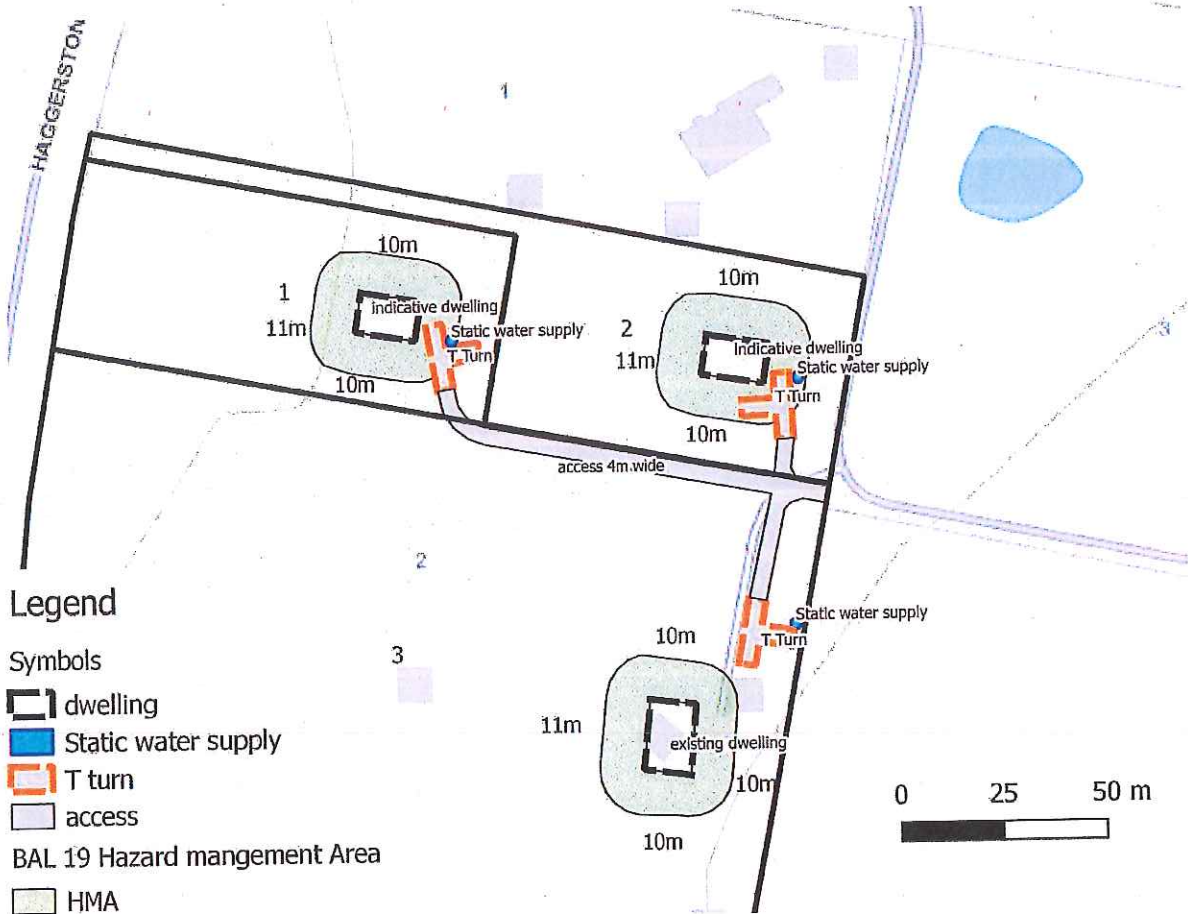 HAGGERSTON
1
10m
1
indicative dwelling
11m
Static water supply
T Turn
10m
10m
2
indicative dwelling
11m
Static water supply
T Turn
10m
3
access 4m wide
2
3
Static water supply
T Turn
10m
11m
existing dwelling
10m
10m
0 25 50 m
Legend
Symbols
dwelling
Static water supply
T turn
access
BAL 19 Hazard mangement Area
HMA